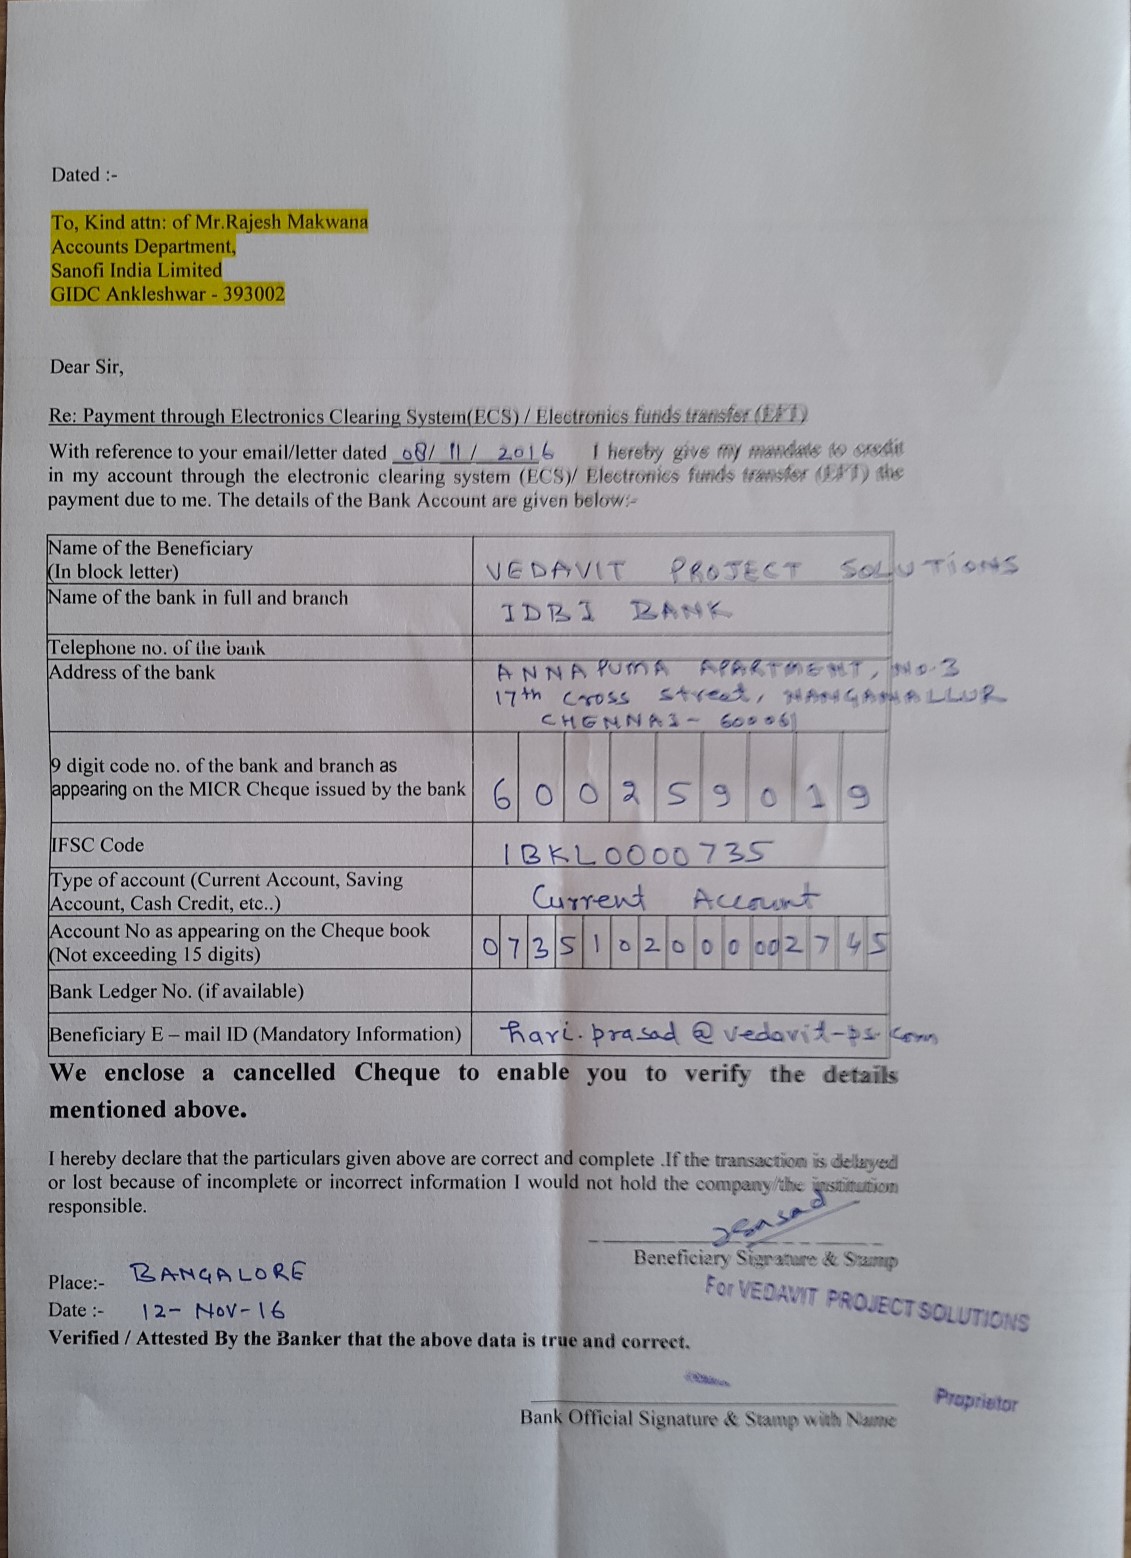 Dated :-
To, Kind attn: of Mr.Rajesh Makwana
Accounts Department,
Sanofi India Limited
GIDC Ankleshwar - 393002
Dear Sir,
Re: Payment through Electronics Clearing System(ECS) / Electronics funds transfer (EFT)
With reference to your email/letter dated 08/ 11 / 2016 I hereby give my mandate to credit
in my account through the electronic clearing system (ECS)/ Electronics funds transfer (EFT) the
payment due to me. The details of the Bank Account are given below:-
Name of the Beneficiary
(In block letter) VEDAVIT PROJECT SOLUTIONS
Name of the bank in full and branch IDBI BANK
Telephone no. of the bank
Address of the bank ANNAPURNA APARTMENT, NO.3
17th Cross Street, NANGANALLUR
CHENNAI - 600061
9 digit code no. of the bank and branch as
appearing on the MICR Cheque issued by the bank 6 0 0 2 5 9 0 1 9
IFSC Code IBKL0000735
Type of account (Current Account, Saving
Account, Cash Credit, etc..) Current Account
Account No as appearing on the Cheque book
(Not exceeding 15 digits) 0 7 3 5 1 0 2 0 0 0 00 2 7 4 5
Bank Ledger No. (if available)
Beneficiary E – mail ID (Mandatory Information) hari.prasad@vedavit-ps.com
We enclose a cancelled Cheque to enable you to verify the details
mentioned above.
I hereby declare that the particulars given above are correct and complete .If the transaction is delayed
or lost because of incomplete or incorrect information I would not hold the company/the institution
responsible.
Beneficiary Signature & Stamp
Place:- BANGALORE
For VEDAVIT PROJECT SOLUTIONS
Date :- 12-NOV-16
Verified / Attested By the Banker that the above data is true and correct.
Proprietor
Bank Official Signature & Stamp with Name